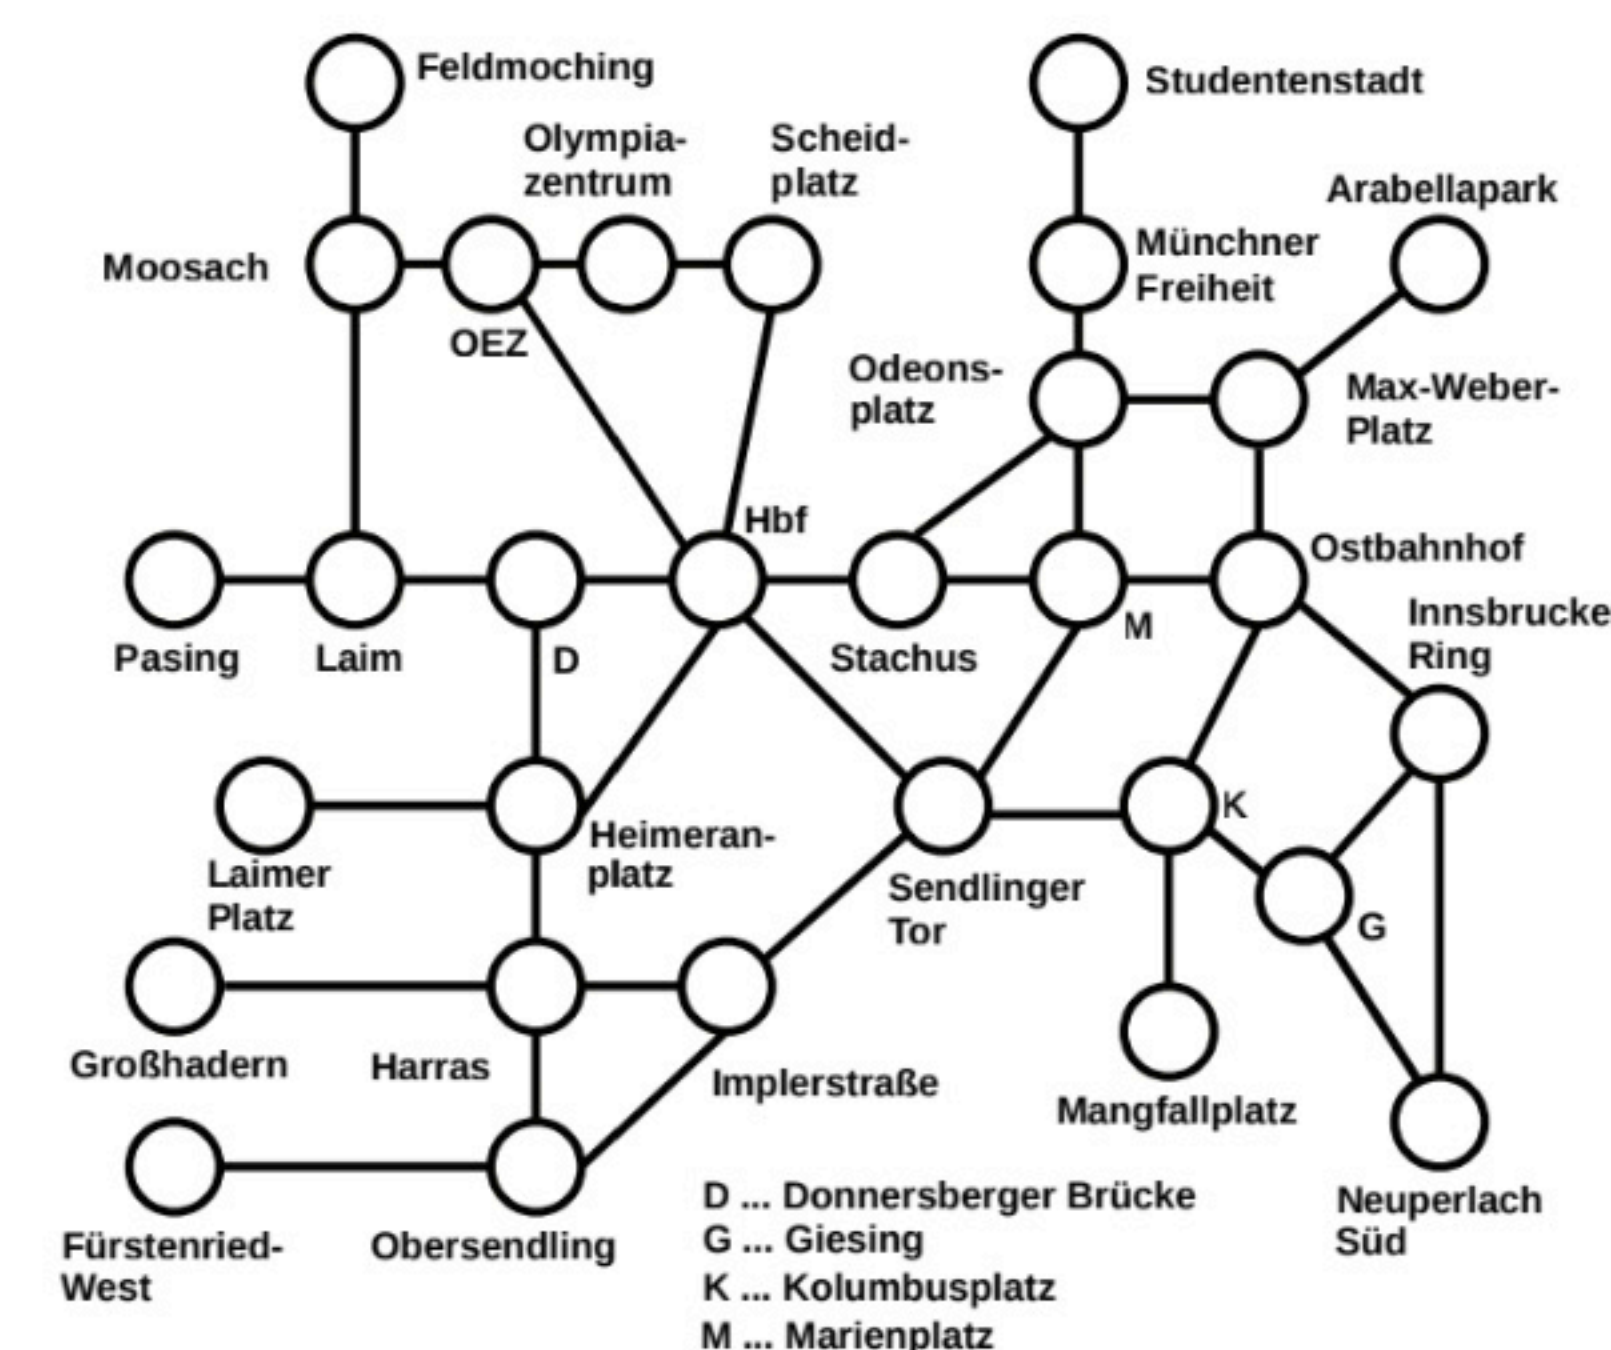 Feldmoching
Studentenstadt
Olympia-
zentrum
Scheid-
platz
Arabellapark
Moosach
Münchner
Freiheit
OEZ
Odeons-
platz
Max-Weber-
Platz
Hbf
Ostbahnhof
Innsbrucke
Ring
M
Pasing
Laim
D
Stachus
K
Heimeran-
platz
Laimer
Platz
Sendlinger
Tor
G
Großhadern
Harras
Implerstraße
Mangfallplatz
Neuperlach
Süd
Fürstenried-
West
Obersendling
D ... Donnersberger Brücke
G ... Giesing
K ... Kolumbusplatz
M ... Marienplatz